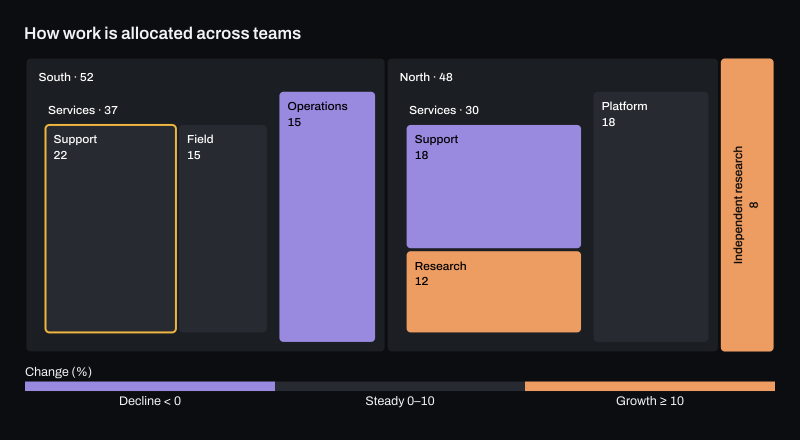 How work is allocated across teams
South · 52
Services · 37
Support
22
Field
15
Operations
15
North · 48
Services · 30
Support
18
Research
12
Platform
18
Independent research
8
Change (%)
Decline < 0
Steady 0–10
Growth ≥ 10